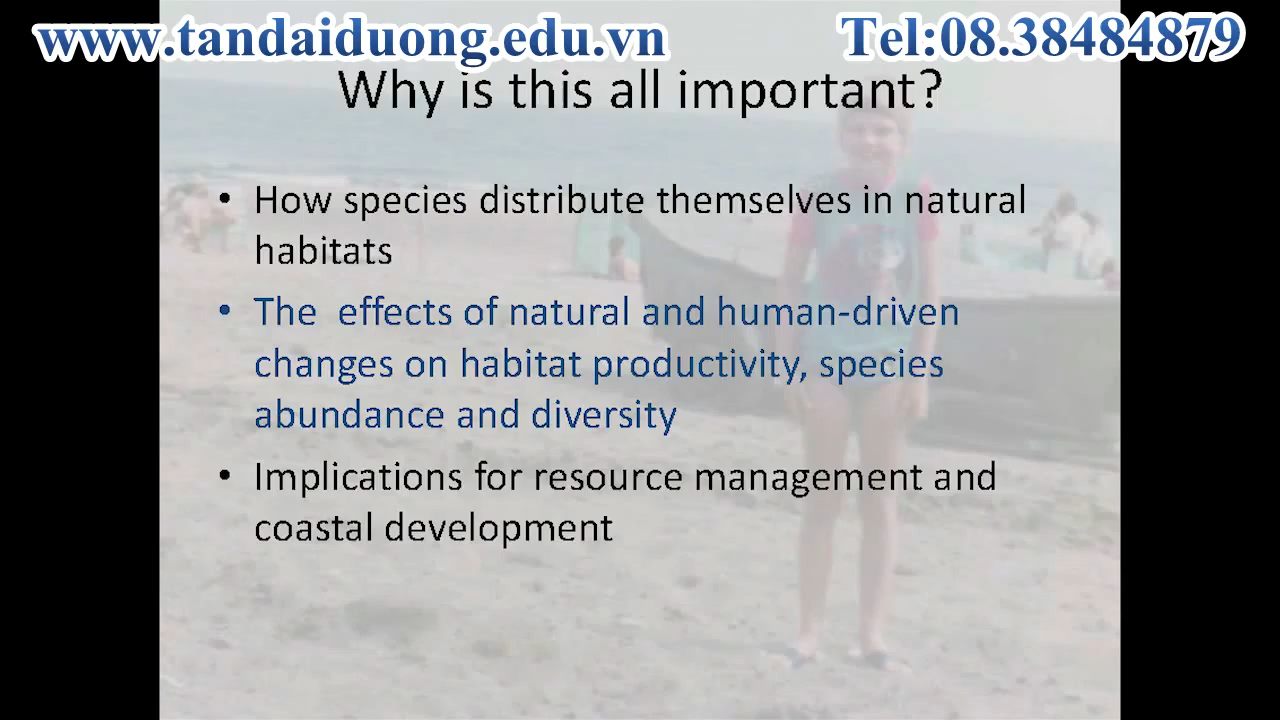 www.tandaiduong.edu.vn Tel:08.38484879
Why is this all important?
• How species distribute themselves in natural
habitats
• The effects of natural and human-driven
changes on habitat productivity, species
abundance and diversity
• Implications for resource management and
coastal development